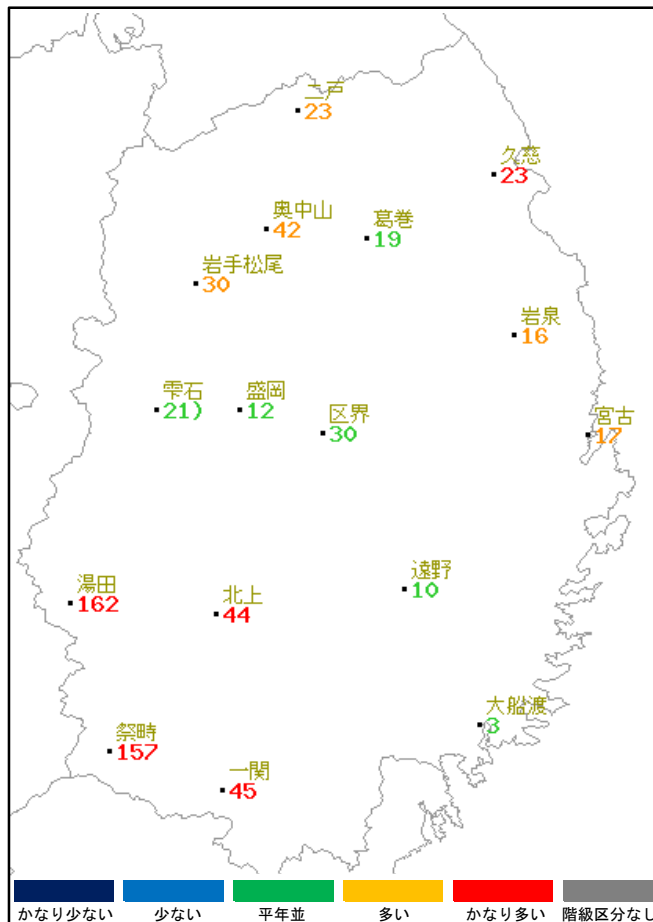 二戸
23
久慈
23
奥中山
42
葛巻
19
岩手松尾
30
岩泉
16
雫石
21)
盛岡
12
区界
30
宮古
17
湯田
162
北上
44
遠野
10
大船渡
3
祭畤
157
一関
45
かなり少ない 少ない 平年並 多い かなり多い 階級区分なし